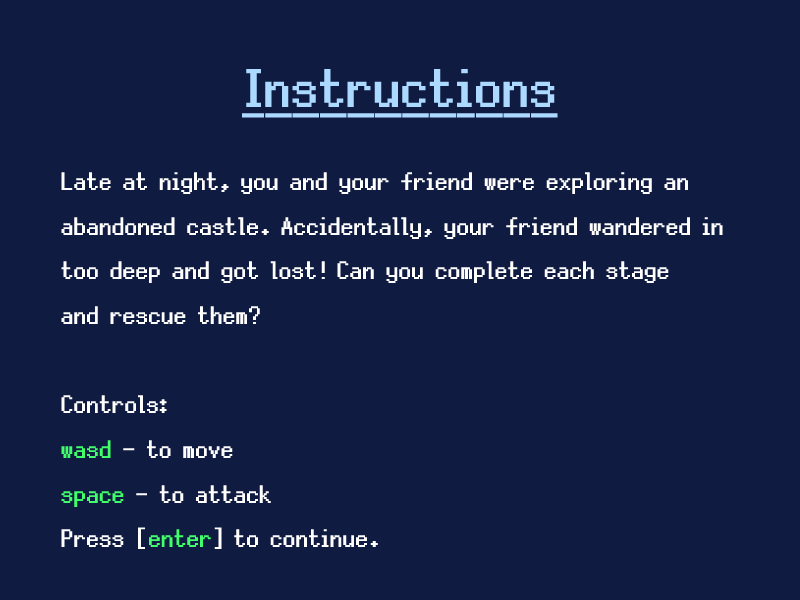 Instructions
Late at night, you and your friend were exploring an
abandoned castle. Accidentally, your friend wandered in
too deep and got lost! Can you complete each stage
and rescue them?
Controls:
wasd - to move
space - to attack
Press [enter] to continue.